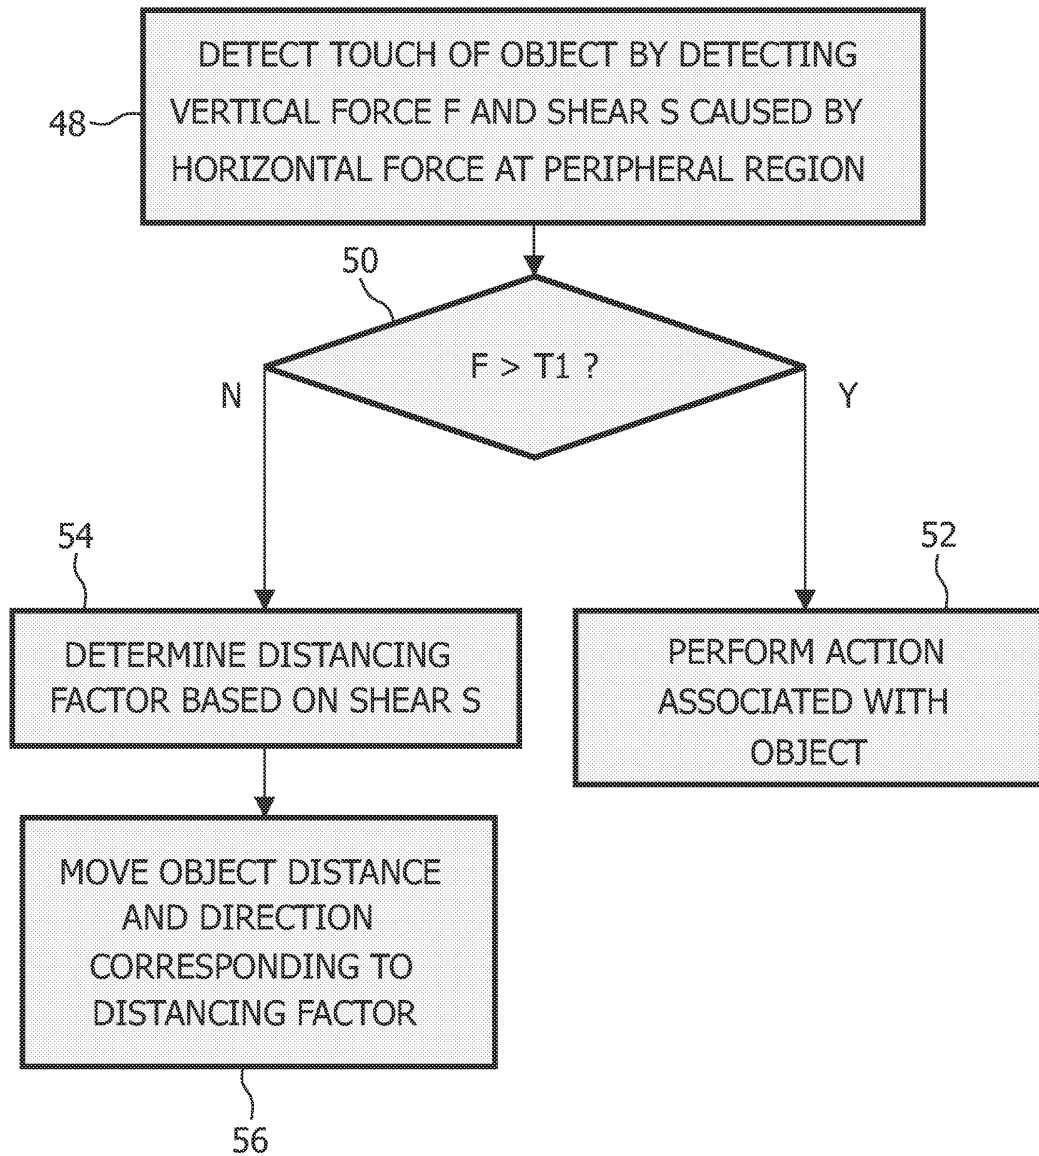 DETECT TOUCH OF OBJECT BY DETECTING
VERTICAL FORCE F AND SHEAR S CAUSED BY
HORIZONTAL FORCE AT PERIPHERAL REGION
48
50
F > T1 ?
N
Y
54
52
DETERMINE DISTANCING
FACTOR BASED ON SHEAR S
PERFORM ACTION
ASSOCIATED WITH
OBJECT
MOVE OBJECT DISTANCE
AND DIRECTION
CORRESPONDING TO
DISTANCING FACTOR
56